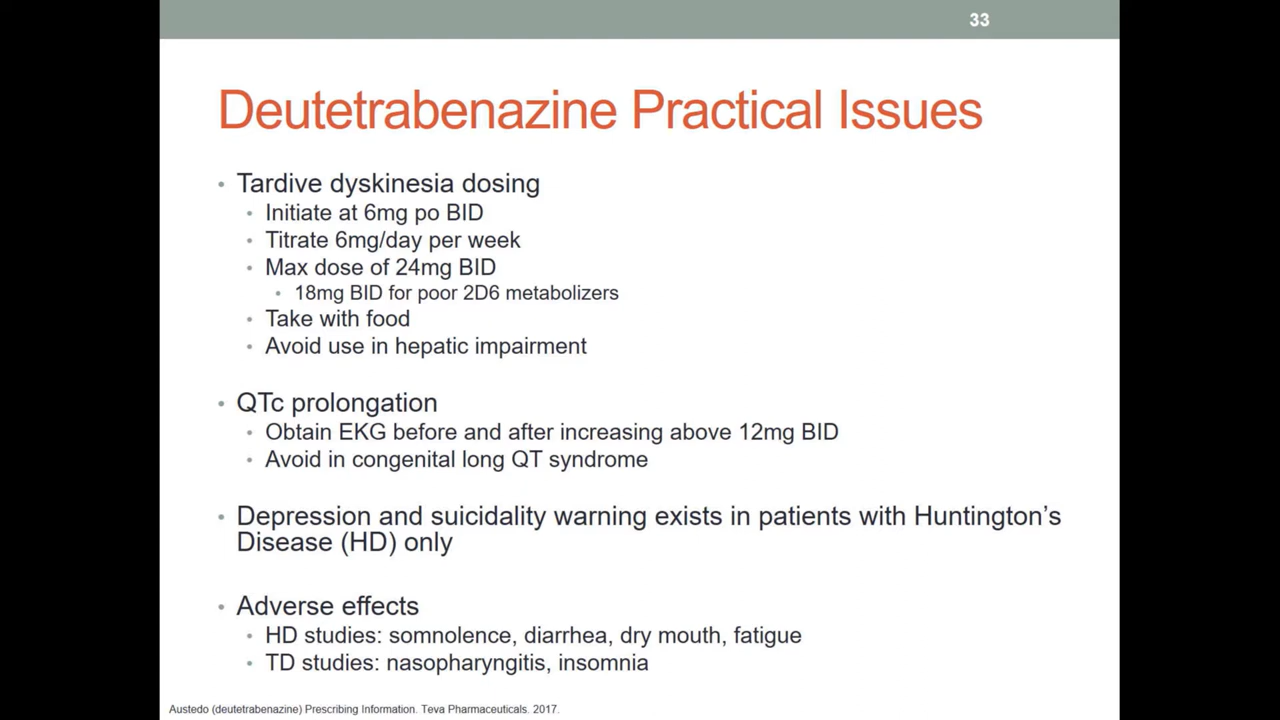 33
Deutetrabenazine Practical Issues
• Tardive dyskinesia dosing
• Initiate at 6mg po BID
• Titrate 6mg/day per week
• Max dose of 24mg BID
• 18mg BID for poor 2D6 metabolizers
• Take with food
• Avoid use in hepatic impairment
• QTc prolongation
• Obtain EKG before and after increasing above 12mg BID
• Avoid in congenital long QT syndrome
• Depression and suicidality warning exists in patients with Huntington's
Disease (HD) only
• Adverse effects
• HD studies: somnolence, diarrhea, dry mouth, fatigue
• TD studies: nasopharyngitis, insomnia
Austedo (deutetrabenazine) Prescribing Information. Teva Pharmaceuticals. 2017.